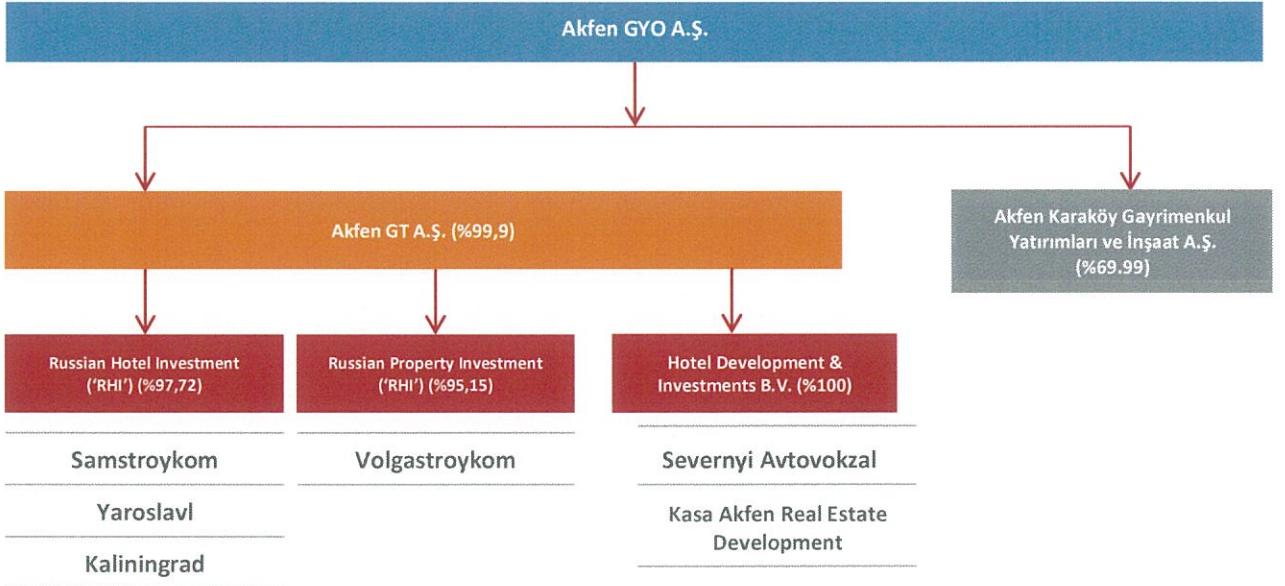 Akfen GYO A.Ş.
Akfen GT A.Ş. (%99,9)
Akfen Karaköy Gayrimenkul
Yatırımları ve İnşaat A.Ş.
(%69.99)
Russian Hotel Investment
(‘RHI’) (%97,72)
Russian Property Investment
(‘RHI’) (%95,15)
Hotel Development &
Investments B.V. (%100)
Samstroykom
Yaroslavl
Kaliningrad
Volgastroykom
Severnyi Avtovokzal
Kasa Akfen Real Estate
Development